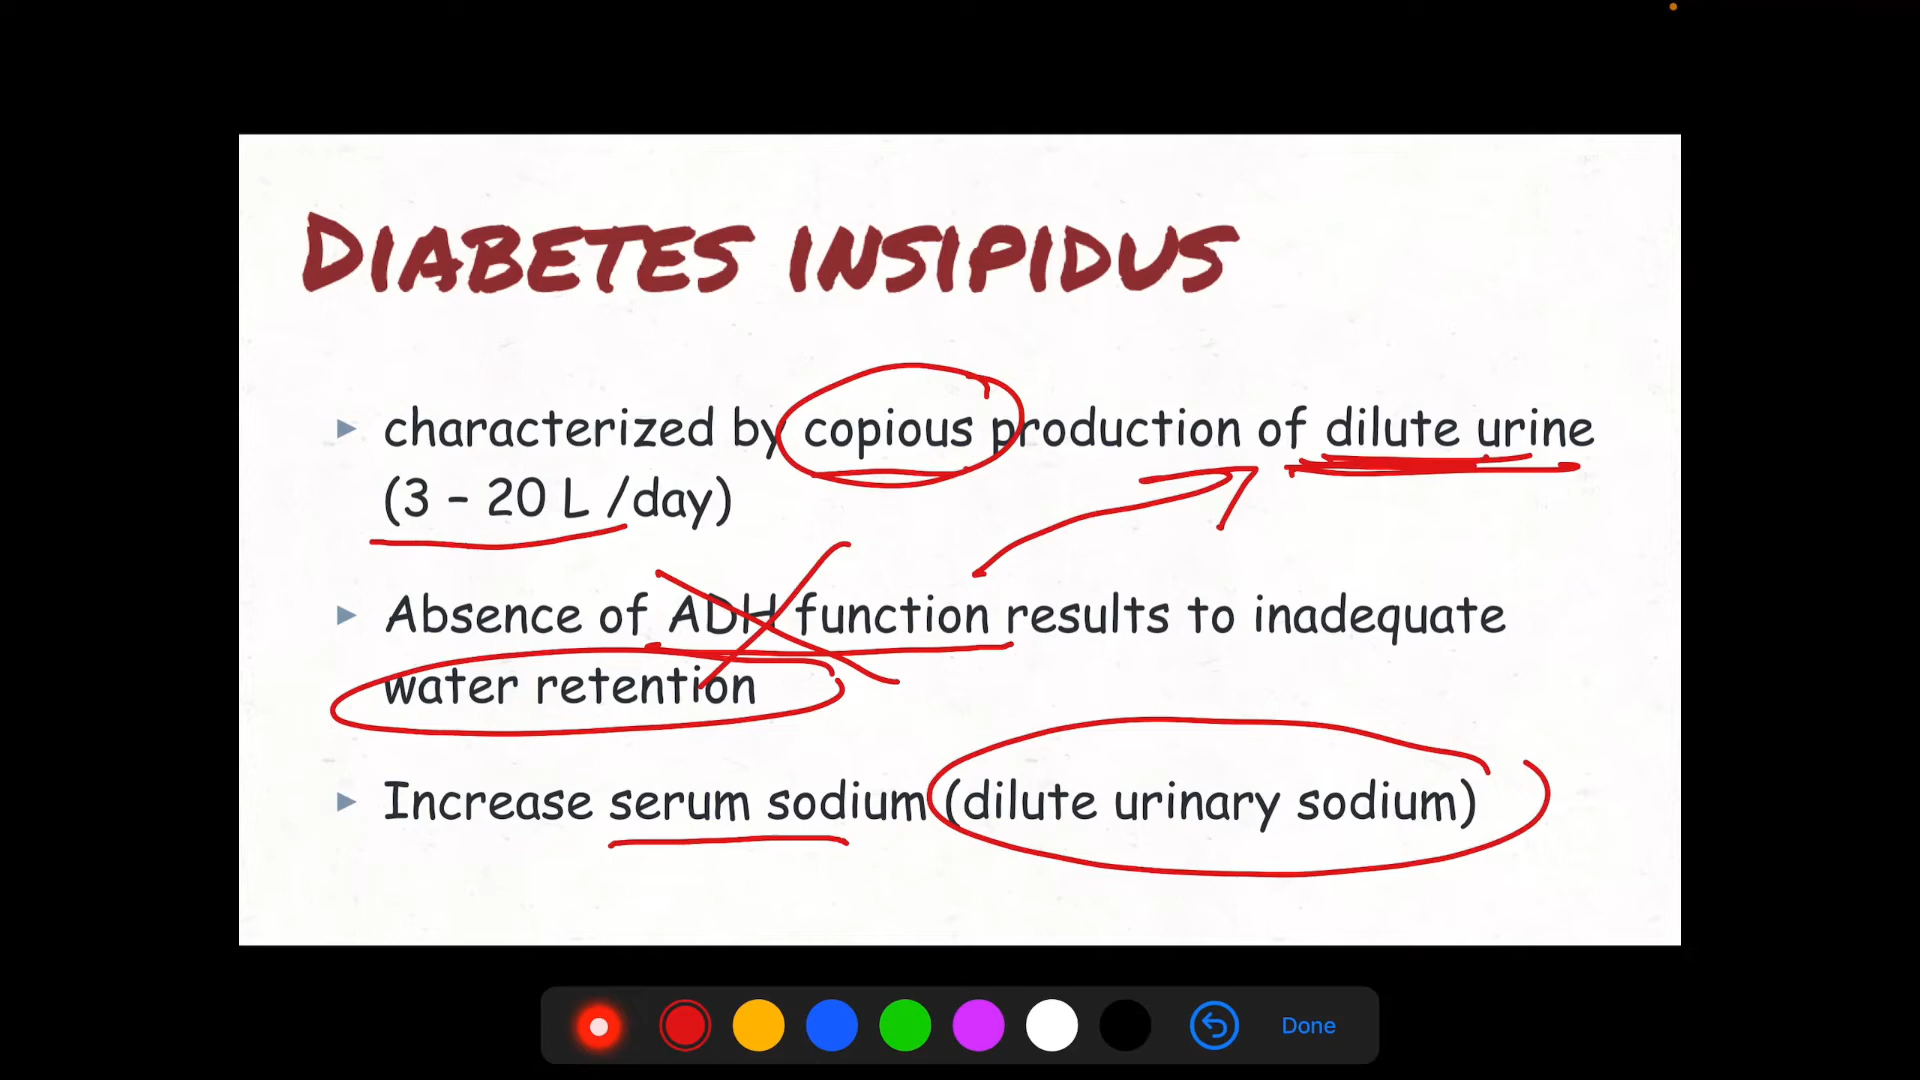 DIABETES INSIPIDUS
► characterized by copious production of dilute urine
(3 – 20 L /day)
► Absence of ADH function results to inadequate
water retention
► Increase serum sodium (dilute urinary sodium)
Done